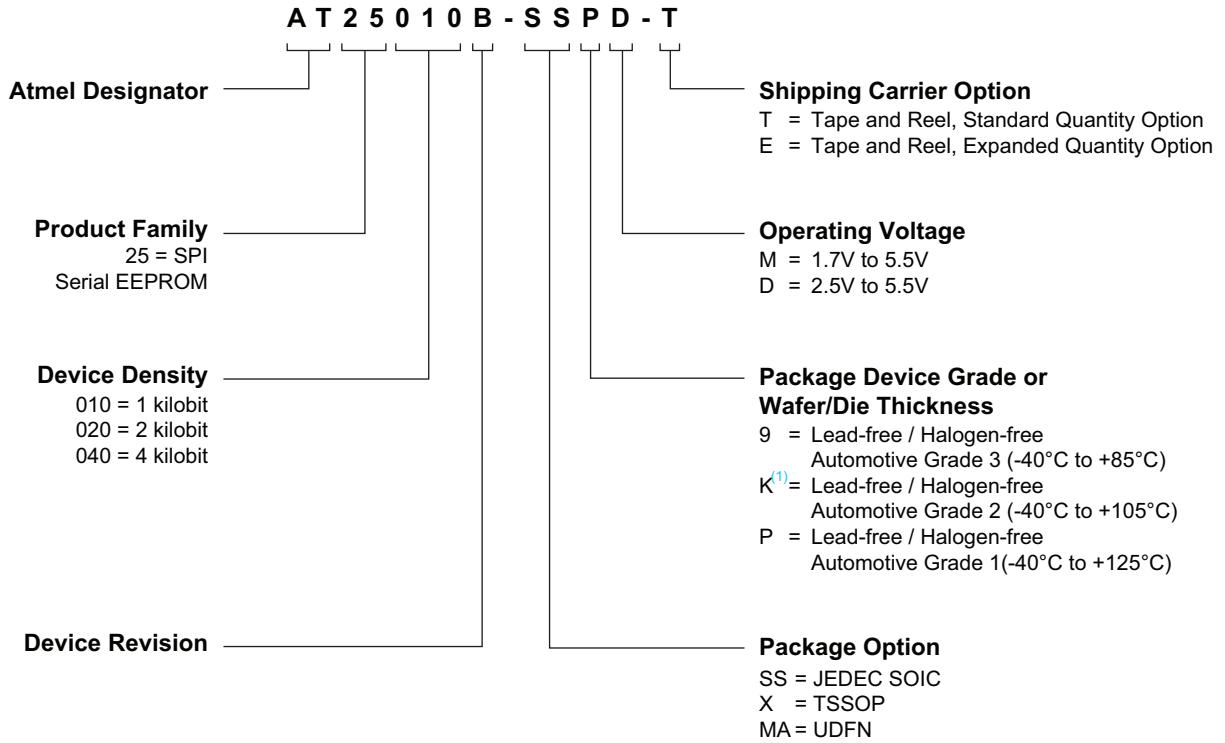 AT25010B-SSPD-T
Atmel Designator
Product Family
25 = SPI
Serial EEPROM
Device Density
010 = 1 kilobit
020 = 2 kilobit
040 = 4 kilobit
Device Revision
Shipping Carrier Option
T = Tape and Reel, Standard Quantity Option
E = Tape and Reel, Expanded Quantity Option
Operating Voltage
M = 1.7V to 5.5V
D = 2.5V to 5.5V
Package Device Grade or
Wafer/Die Thickness
9 = Lead-free / Halogen-free
Automotive Grade 3 (-40°C to +85°C)
K(1)= Lead-free / Halogen-free
Automotive Grade 2 (-40°C to +105°C)
P = Lead-free / Halogen-free
Automotive Grade 1(-40°C to +125°C)
Package Option
SS = JEDEC SOIC
X = TSSOP
MA = UDFN